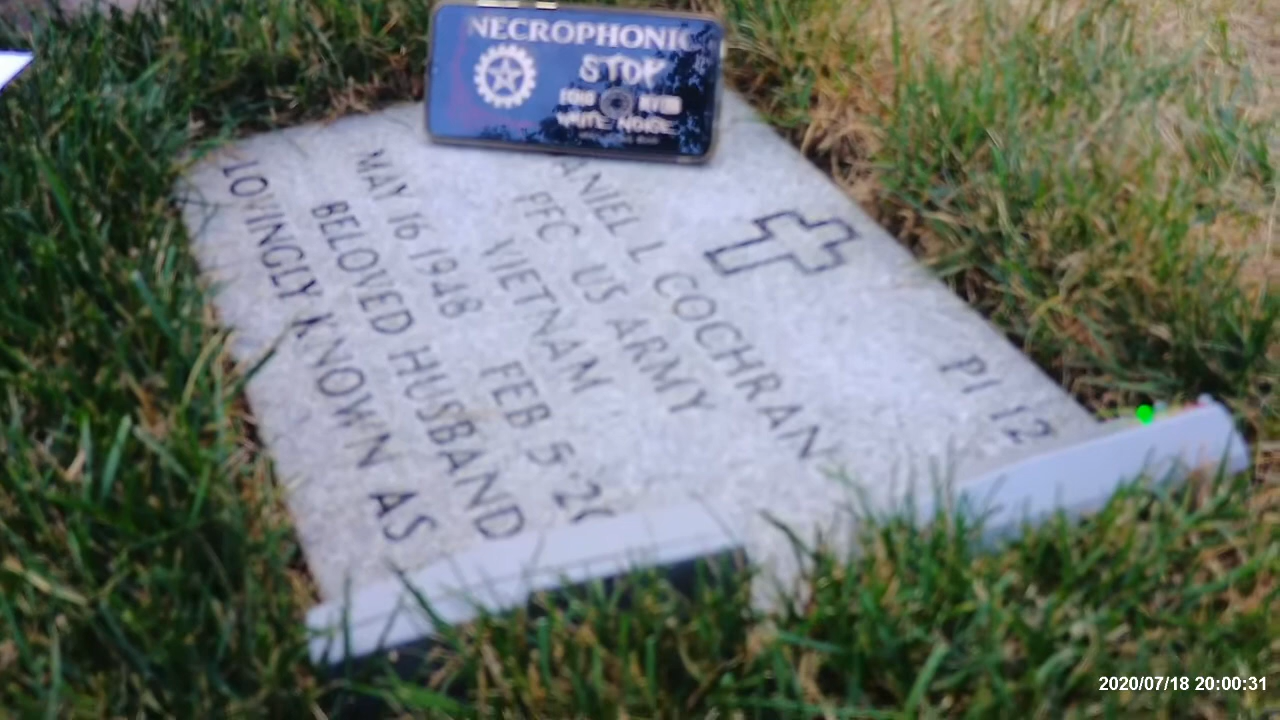 NECROPHONIC
STOP
WHITE NOISE
PI 12
ANIEL L COCHRAN
PFC US ARMY
VIETNAM
MAY 16 1948 FEB 5 20
BELOVED HUSBAND
LOVINGLY KNOWN AS
2020/07/18 20:00:31